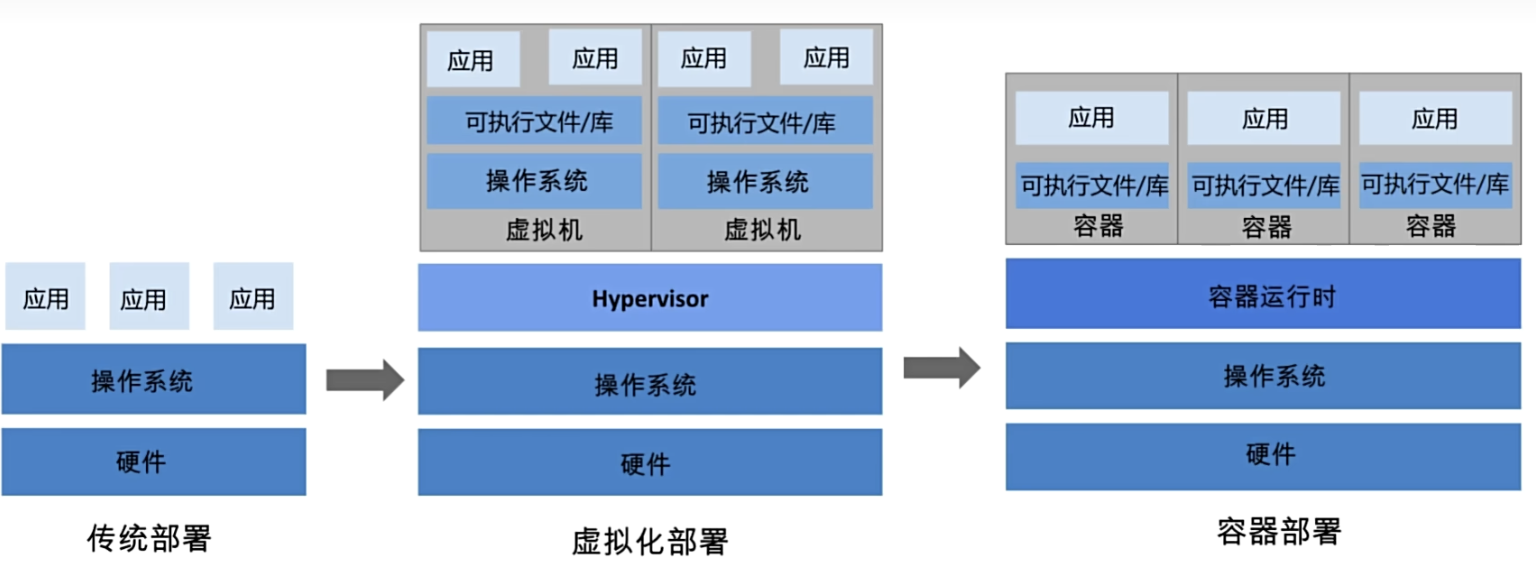 应用
应用
应用
操作系统
硬件
传统部署
应用
应用
应用
应用
可执行文件/库
可执行文件/库
操作系统
操作系统
虚拟机
虚拟机
Hypervisor
操作系统
硬件
虚拟化部署
应用
应用
应用
可执行文件/库
可执行文件/库
可执行文件/库
容器
容器
容器
容器运行时
操作系统
硬件
容器部署